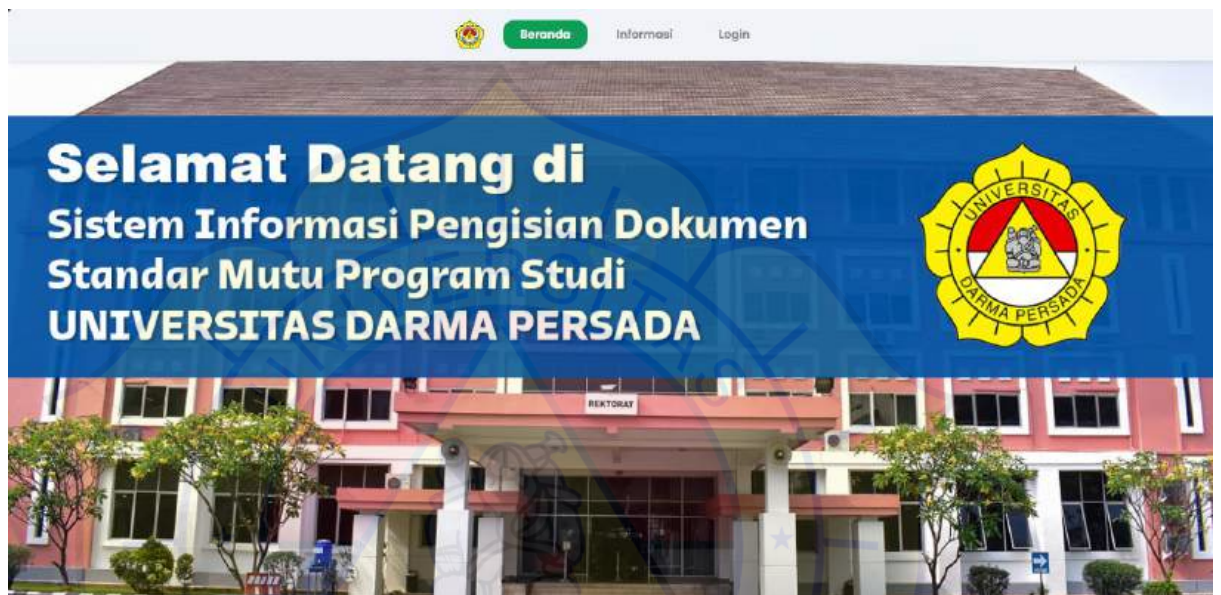 Beranda
Informasi
Login
Selamat Datang di
Sistem Informasi Pengisian Dokumen
Standar Mutu Program Studi
UNIVERSITAS DARMA PERSADA
UNIVERSITAS
DARMA PERSADA
REKTORAT